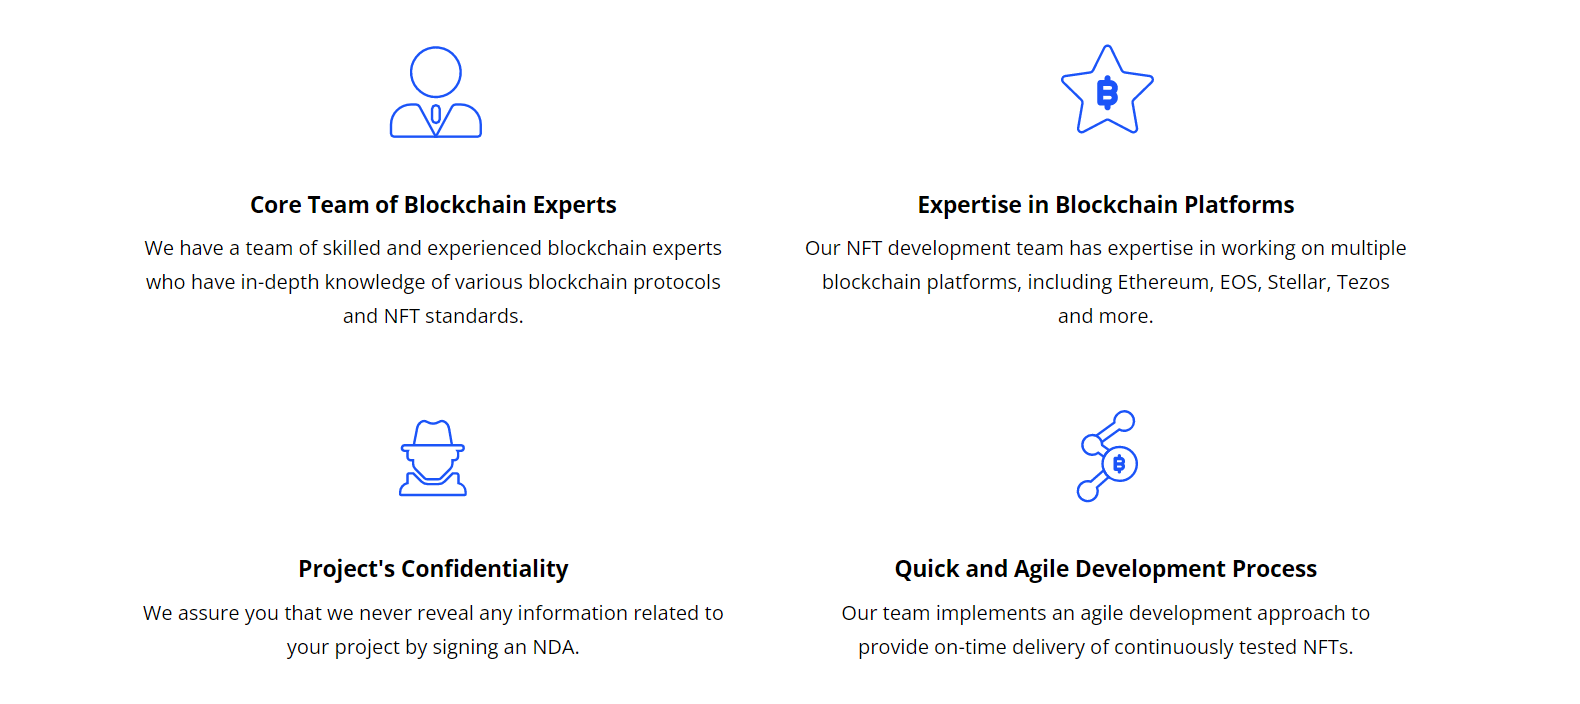 Core Team of Blockchain Experts
We have a team of skilled and experienced blockchain experts
who have in-depth knowledge of various blockchain protocols
and NFT standards.
Expertise in Blockchain Platforms
Our NFT development team has expertise in working on multiple
blockchain platforms, including Ethereum, EOS, Stellar, Tezos
and more.
Project's Confidentiality
We assure you that we never reveal any information related to
your project by signing an NDA.
Quick and Agile Development Process
Our team implements an agile development approach to
provide on-time delivery of continuously tested NFTs.